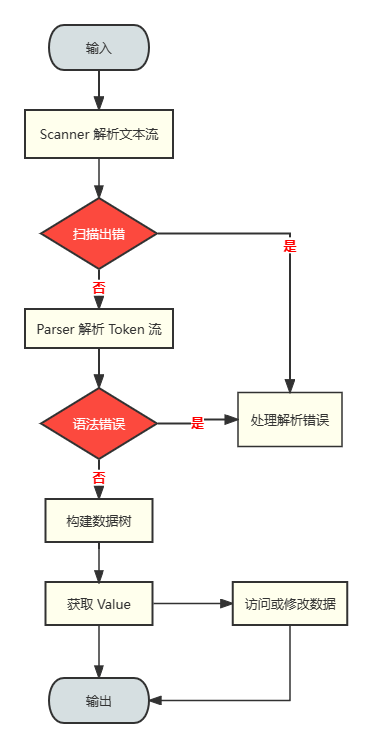 输入
Scanner 解析文本流
扫描出错
是
否
Parser 解析 Token 流
语法错误
是
处理解析错误
否
构建数据树
获取 Value
访问或修改数据
输出